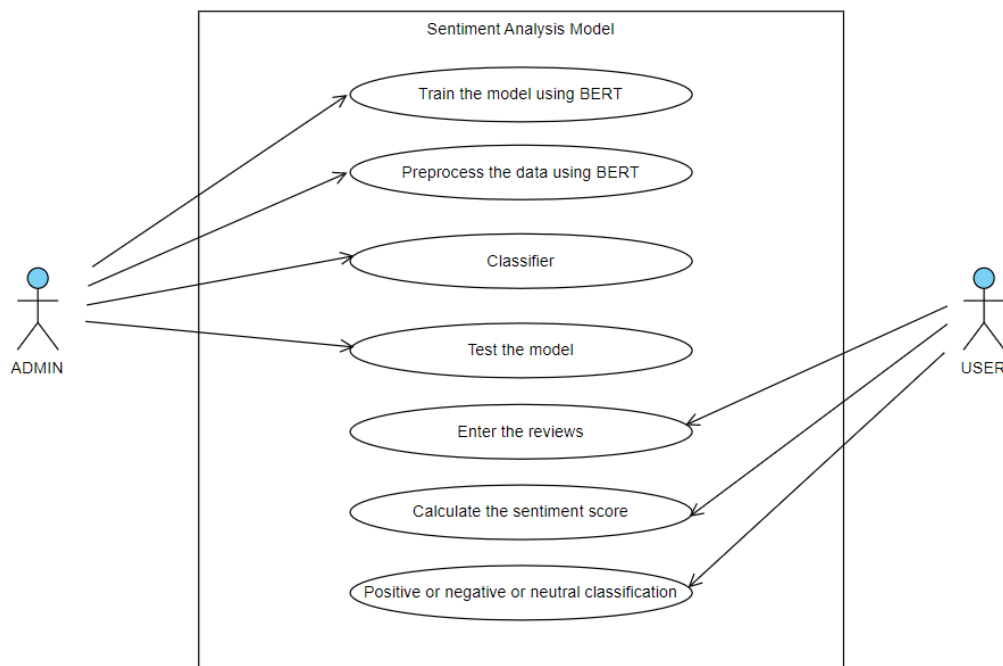 Sentiment Analysis Model
Train the model using BERT
Preprocess the data using BERT
Classifier
ADMIN
Test the model
USER
Enter the reviews
Calculate the sentiment score
Positive or negative or neutral classification